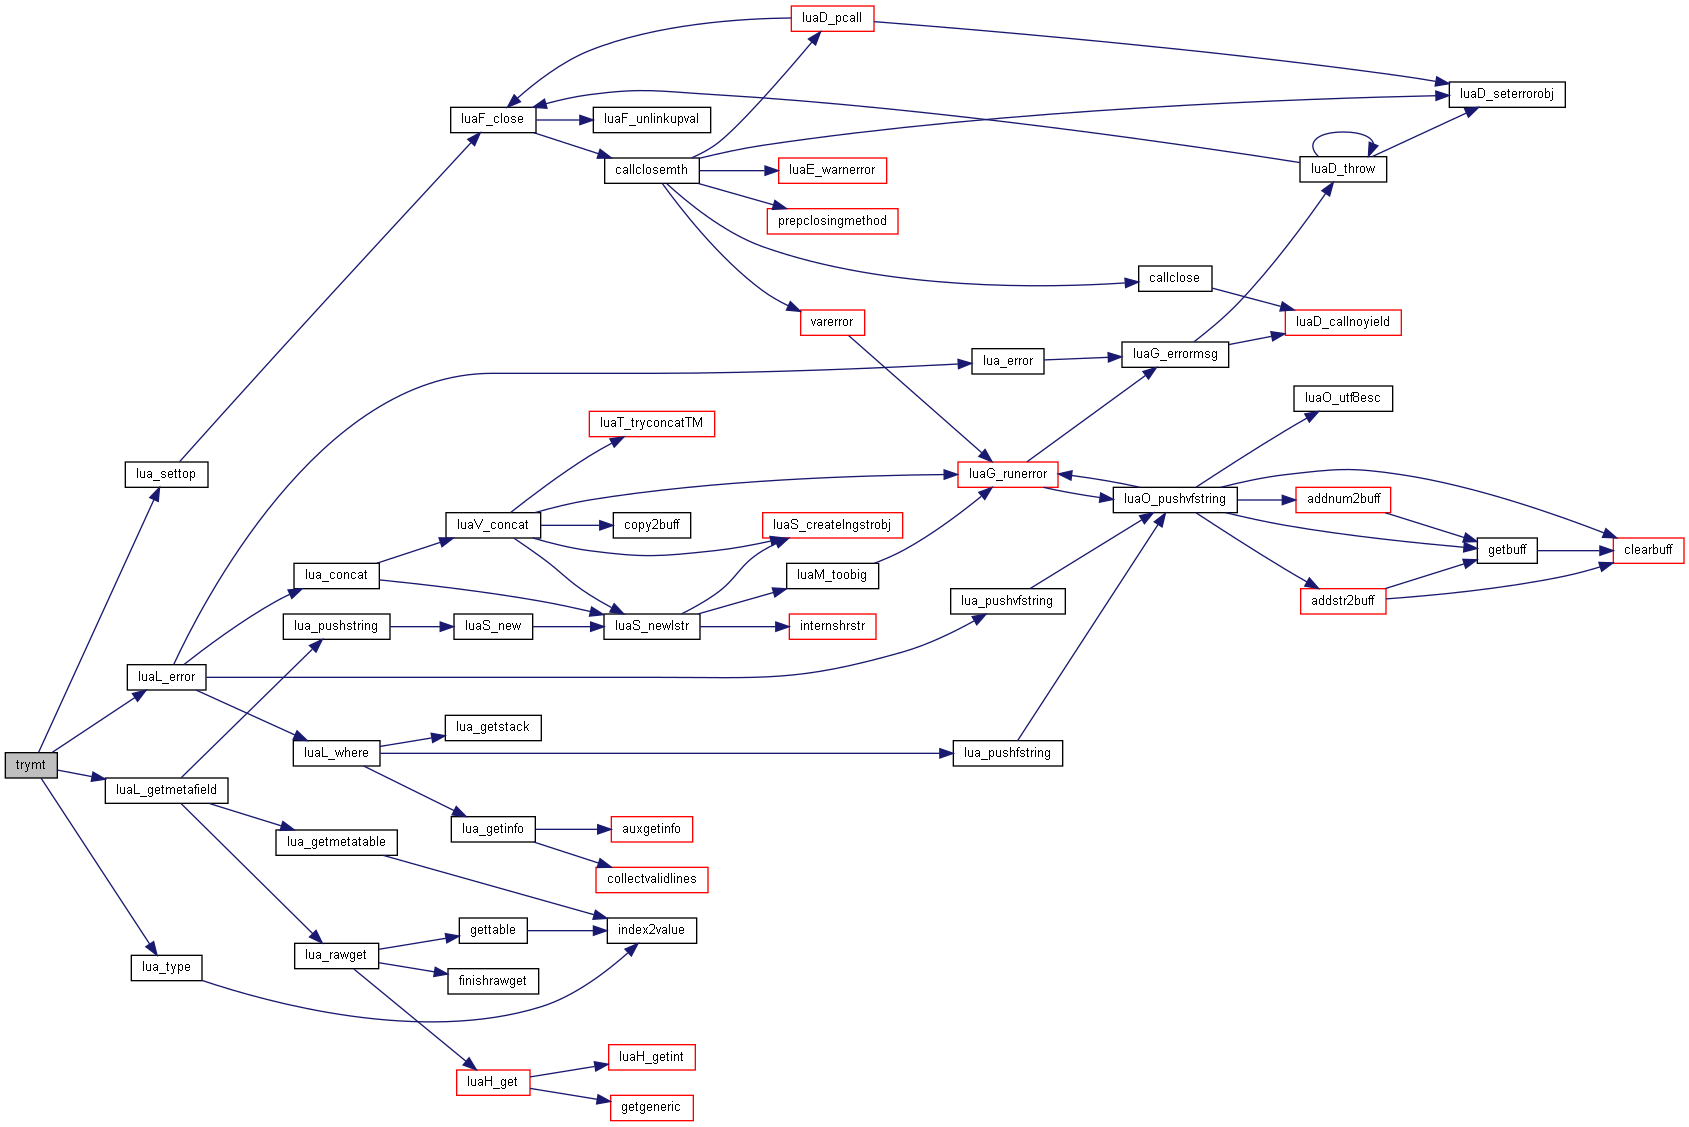 luaD_pcall
luaD_seterrorobj
luaF_close
luaF_unlinkupval
callclosemth
luaE_warnerror
luaD_throw
prepclosingmethod
callclose
varerror
luaD_callnoyield
lua_error
luaG_errormsg
luaO_utf8esc
luaT_tryconcatTM
lua_settop
luaG_runerror
luaO_pushvfstring
addnum2buff
luaV_concat
copy2buff
luaS_createlngstrobj
getbuff
clearbuff
lua_concat
luaM_toobig
lua_pushvfstring
addstr2buff
lua_pushstring
luaS_new
luaS_newlstr
internshrstr
luaL_error
lua_getstack
luaL_where
lua_pushfstring
trymt
luaL_getmetafield
lua_getinfo
auxgetinfo
lua_getmetatable
collectvalidlines
gettable
index2value
lua_rawget
lua_type
finishrawget
luaH_getint
luaH_get
getgeneric